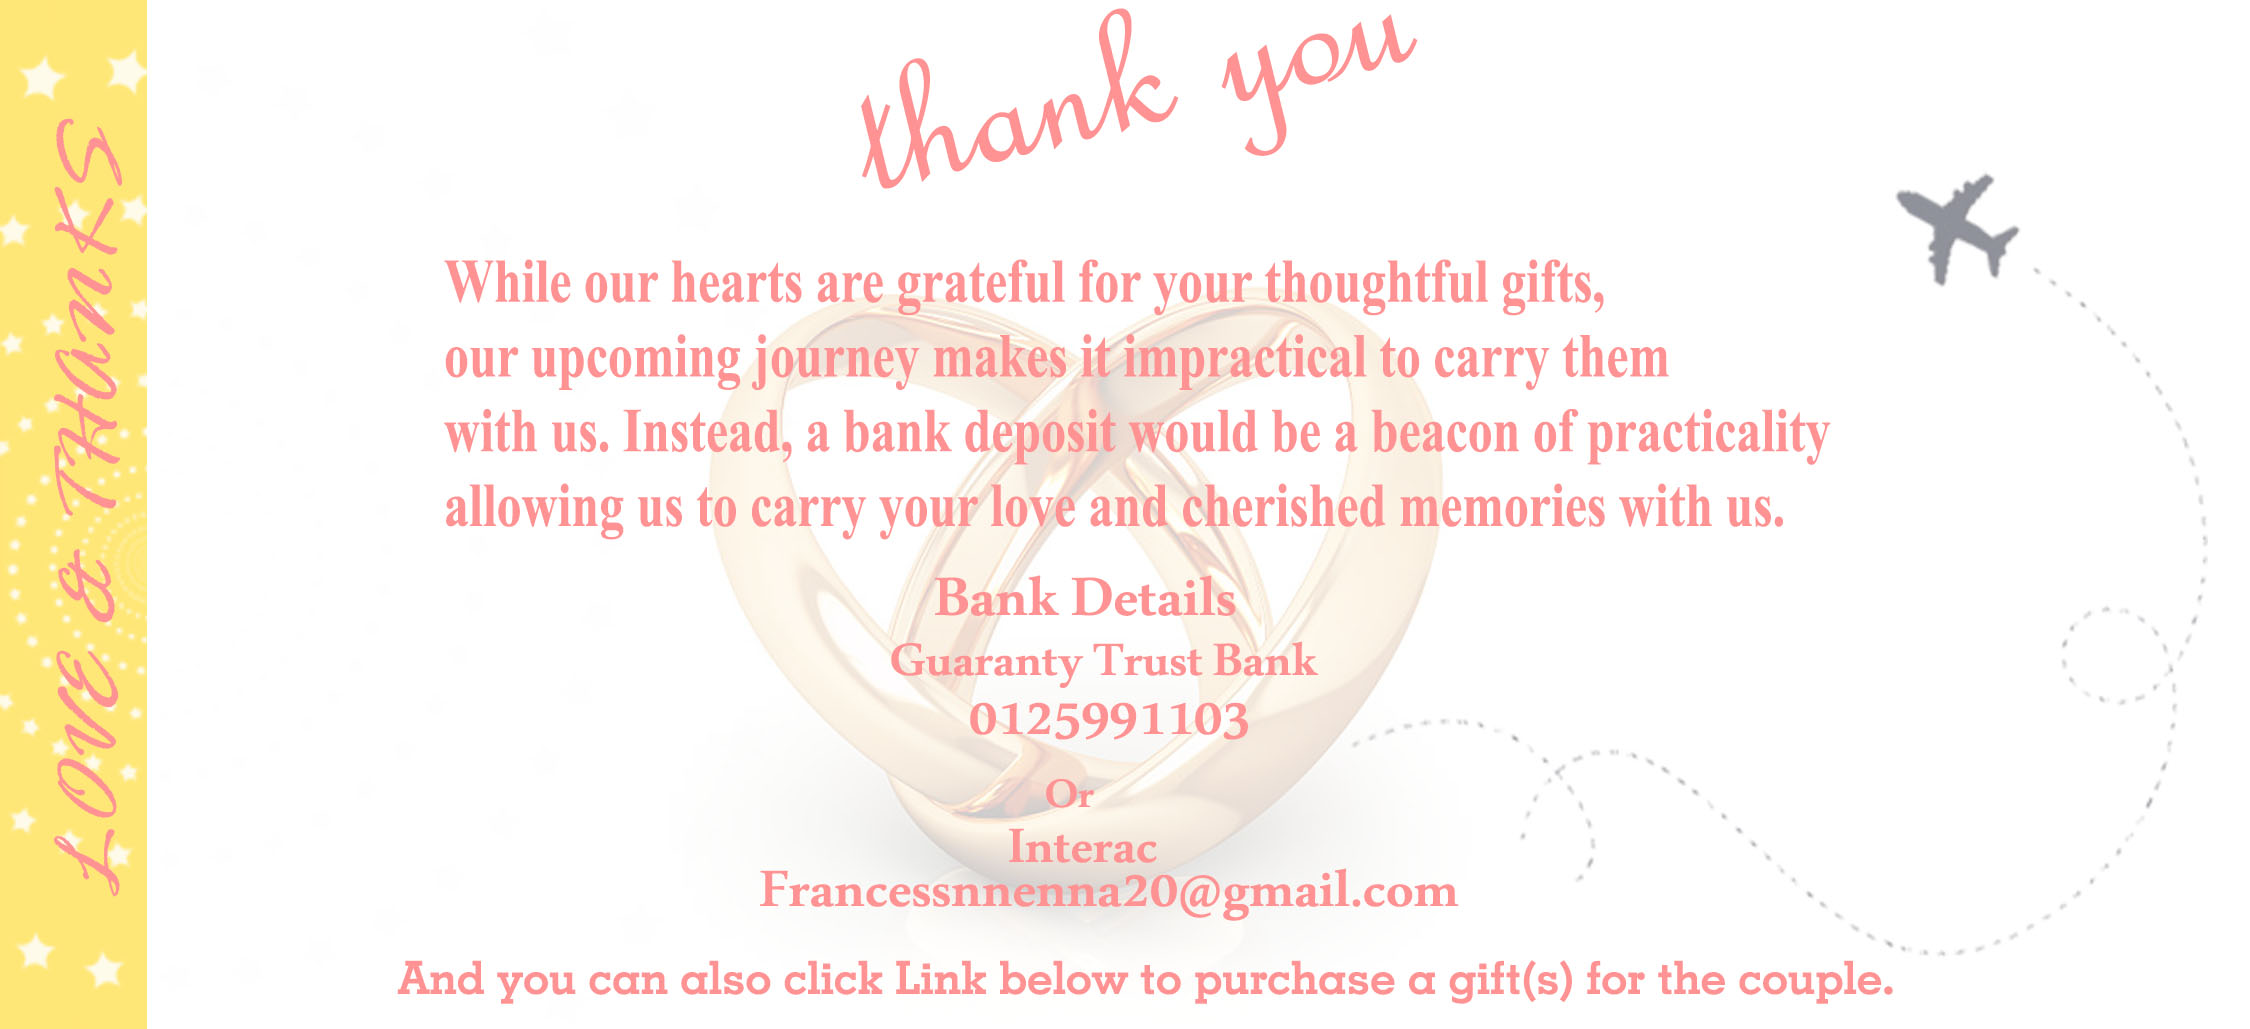 LOVE & THANKS
thank you
While our hearts are grateful for your thoughtful gifts,
our upcoming journey makes it impractical to carry them
with us. Instead, a bank deposit would be a beacon of practicality
allowing us to carry your love and cherished memories with us.
Bank Details
Guaranty Trust Bank
0125991103
Or
Interac
Francessnnenna20@gmail.com
And you can also click Link below to purchase a gift(s) for the couple.